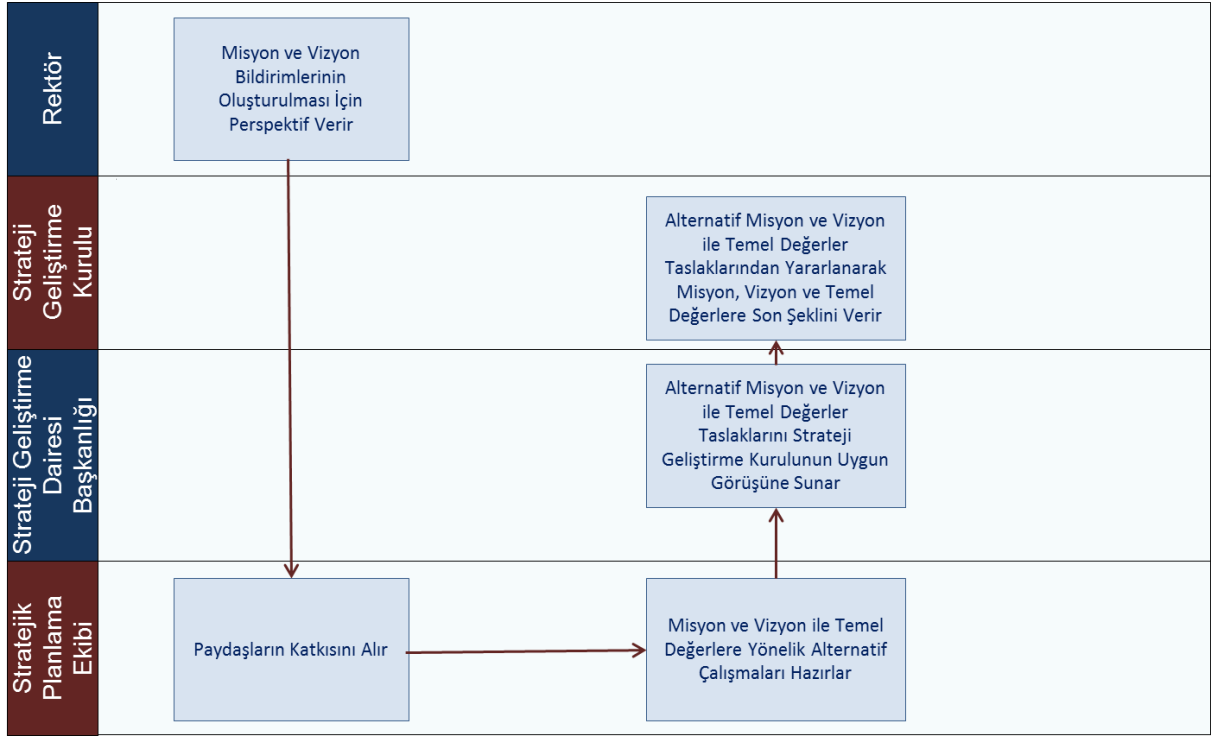 Rektör
Misyon ve Vizyon
Bildirimlerinin
Oluşturulması İçin
Perspektif Verir
Strateji
Geliştirme
Kurulu
Alternatif Misyon ve Vizyon
ile Temel Değerler
Taslaklarından Yararlanarak
Misyon, Vizyon ve Temel
Değerlere Son Şeklini Verir
Strateji Geliştirme
Dairesi
Başkanlığı
Alternatif Misyon ve Vizyon
ile Temel Değerler
Taslaklarını Strateji
Geliştirme Kurulunun Uygun
Görüşüne Sunar
Stratejik
Planlama
Ekibi
Paydaşların Katkısını Alır
Misyon ve Vizyon ile Temel
Değerlere Yönelik Alternatif
Çalışmaları Hazırlar